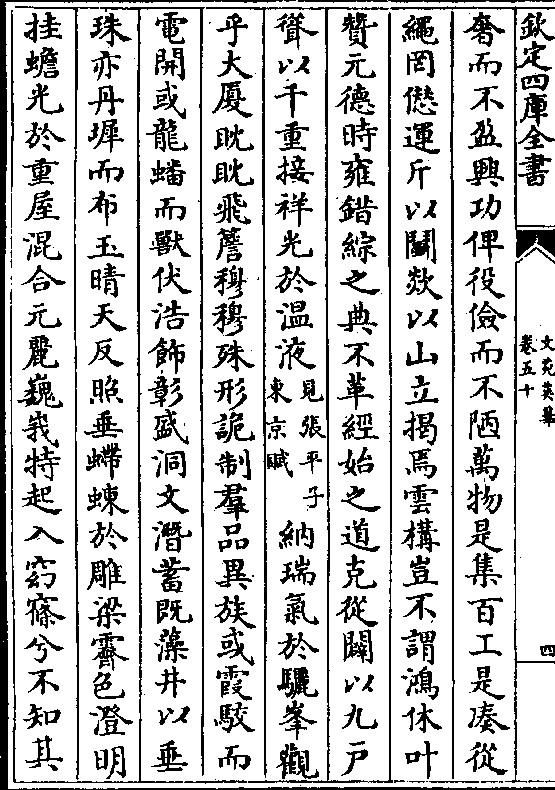 欽定四庫全書
文苑英華
卷五十
四
奢而不盈興功俾役儉而不陋萬物是集百工是湊從
繩罔愆運斤以鬭欻以山立揭焉雲構豈不謂鴻休叶
贊元德時雍錯綜之典不革經始之道克從闢以九戸
聳以千重接祥光於温液見張平子東京賦納瑞氣於驪峯觀
乎大厦眈眈飛簷穆穆殊形詭制羣品異族或霞駮而
電開或龍蟠而獸伏浩飾彰盛洞文潛蓄既藻井以垂
珠亦丹墀而布玉晴天反照垂螮蝀於雕梁霽色澄明
挂蟾光於重屋混合元麗巍峩特起入窈窱兮不知其